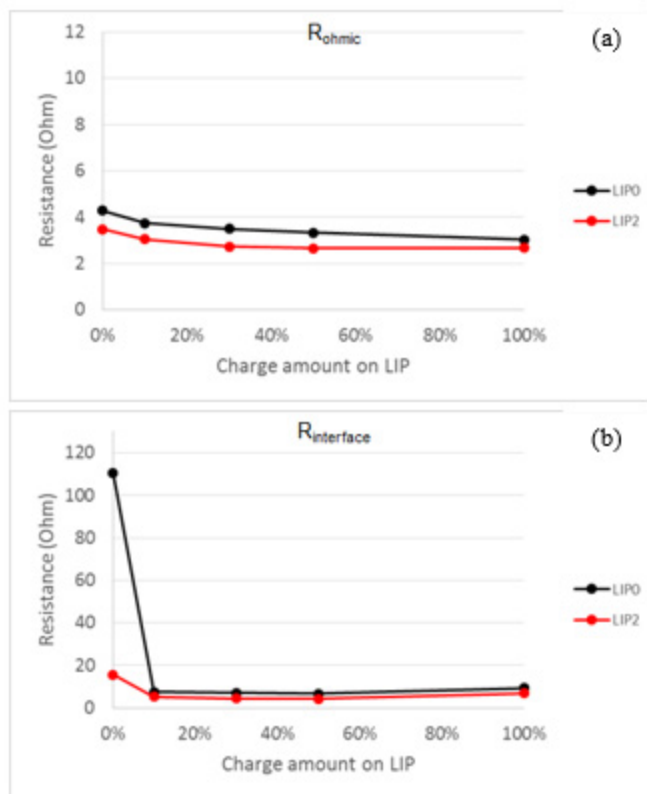 R_ohmic
(a)
12
10
8
6
4
2
0
Resistance (Ohm)
0% 20% 40% 60% 80% 100%
Charge amount on LIP
LIP0
LIP2
R_interface
(b)
120
100
80
60
40
20
0
Resistance (Ohm)
0% 20% 40% 60% 80% 100%
Charge amount on LIP
LIP0
LIP2